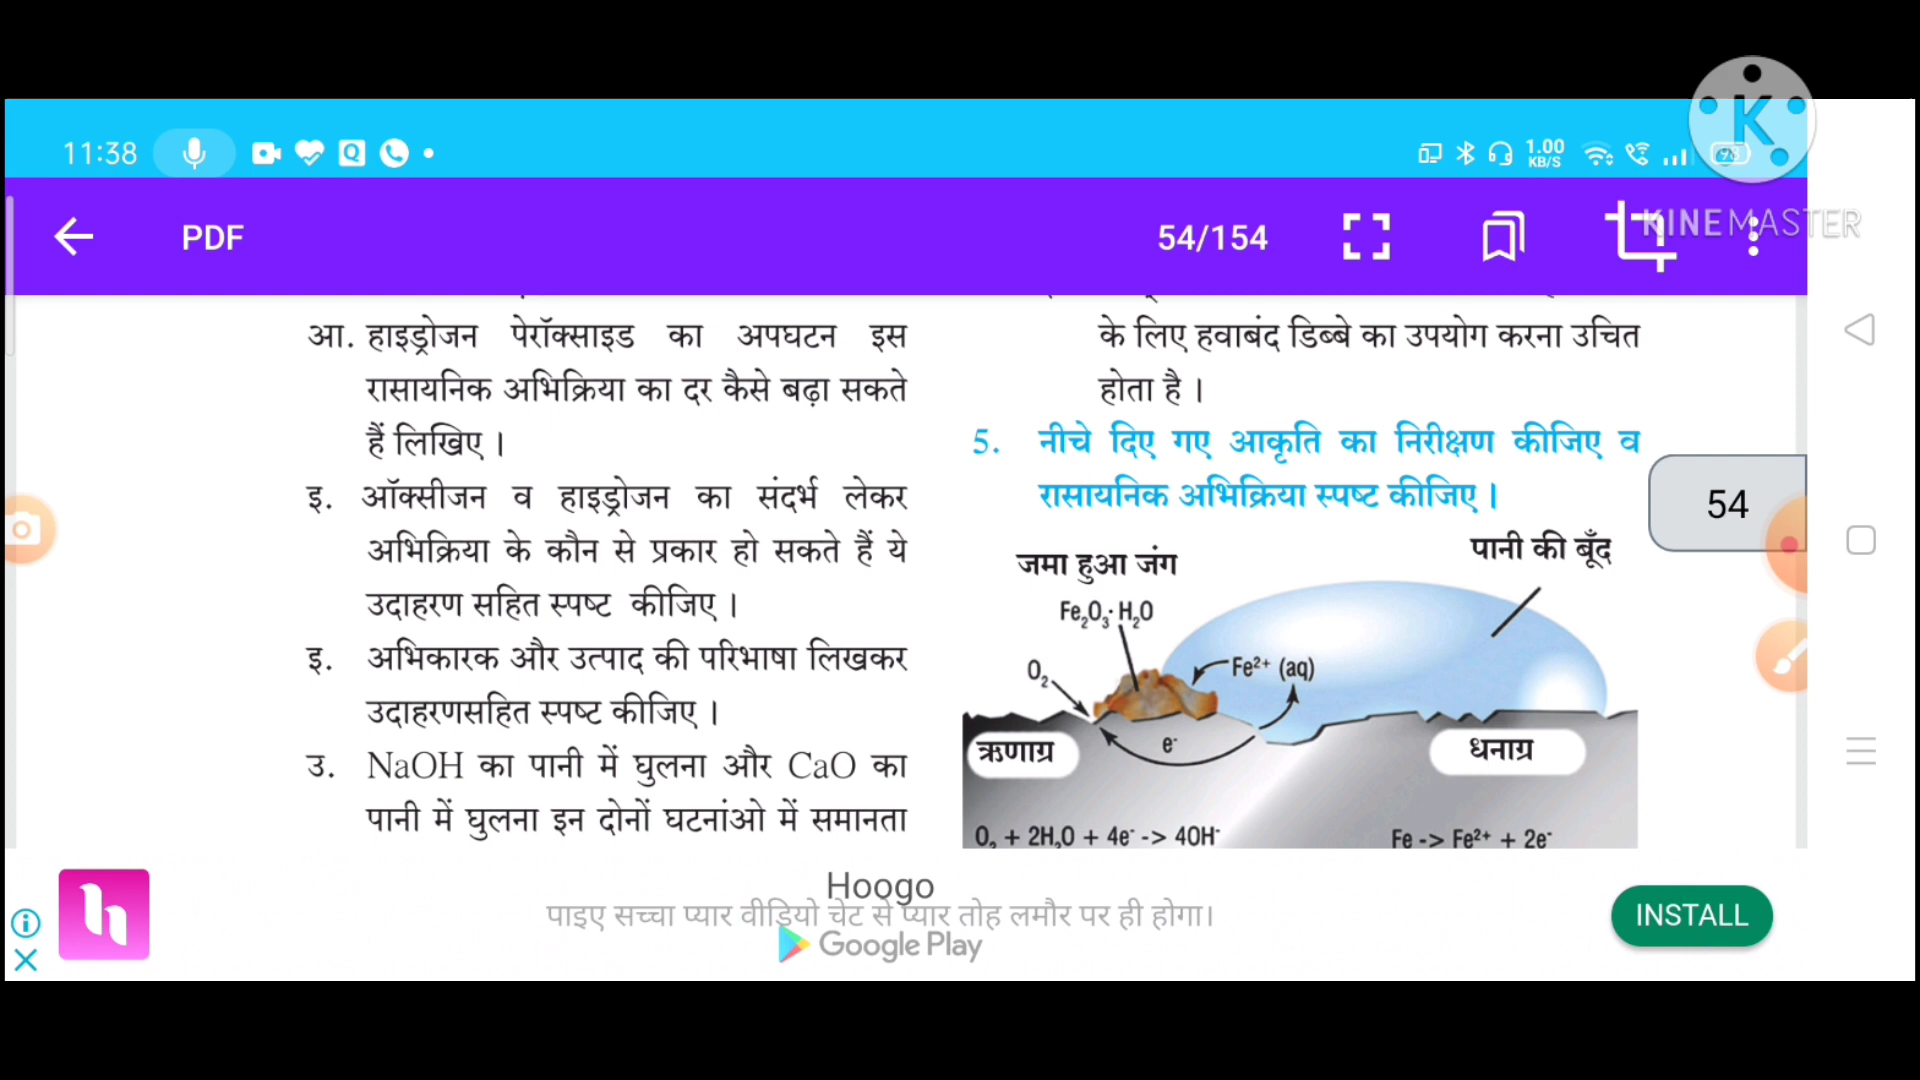 11:38
1.00
KB/S
KINEMASTER
PDF
54/154
आ. हाइड्रोजन पेरॉक्साइड का अपघटन इस
रासायनिक अभिक्रिया का दर कैसे बढ़ा सकते
हैं लिखिए ।
इ. ऑक्सीजन व हाइड्रोजन का संदर्भ लेकर
अभिक्रिया के कौन से प्रकार हो सकते हैं ये
उदाहरण सहित स्पष्ट कीजिए ।
इ. अभिकारक और उत्पाद की परिभाषा लिखकर
उदाहरणसहित स्पष्ट कीजिए ।
उ. NaOH का पानी में घुलना और CaO का
पानी में घुलना इन दोनों घटनांओ में समानता
के लिए हवाबंद डिब्बे का उपयोग करना उचित
होता है ।
5. नीचे दिए गए आकृति का निरीक्षण कीजिए व
रासायनिक अभिक्रिया स्पष्ट कीजिए ।
54
पानी की बूँद
जमा हुआ जंग
Fe₂O₃·H₂O
O₂
Fe²⁺ (aq)
ऋणाग्र
e⁻
धनाग्र
O₂ + 2H₂O + 4e⁻ -> 4OH⁻
Fe -> Fe²⁺ + 2e⁻
Hoogo
पाइए सच्चा प्यार वीडियो चेट से प्यार तोह लमौर पर ही होगा।
Google Play
INSTALL